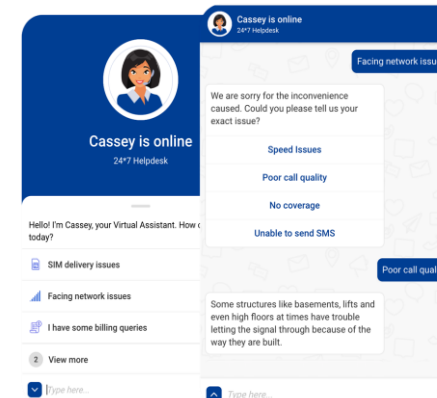 Cassey is online
24*7 Helpdesk
Hello! I'm Cassey, your Virtual Assistant. How
today?
SIM delivery issues
Facing network issues
I have some billing queries
2 View more
Type here...
Cassey is online
24*7 Helpdesk
Facing network
We are sorry for the inconvenience
caused. Could you please tell us your
exact issue?
Speed Issues
Poor call quality
No coverage
Unable to send SMS
Poor call
Some structures like basements, lifts and
even high floors at times have trouble
letting the signal through because of the
way they are built.
Type here...